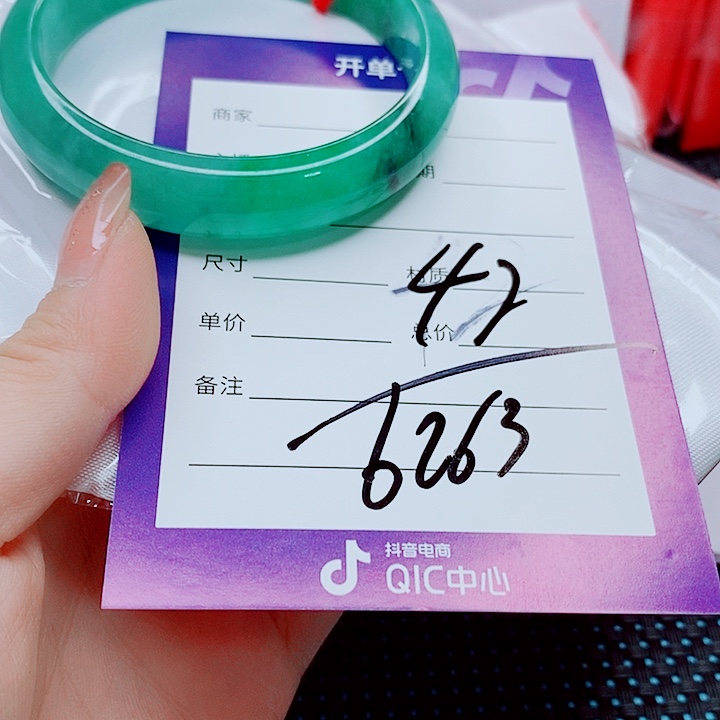 开单
商家
期
尺寸 材质
42
单价 总价
备注
6263
抖音电商
QIC中心